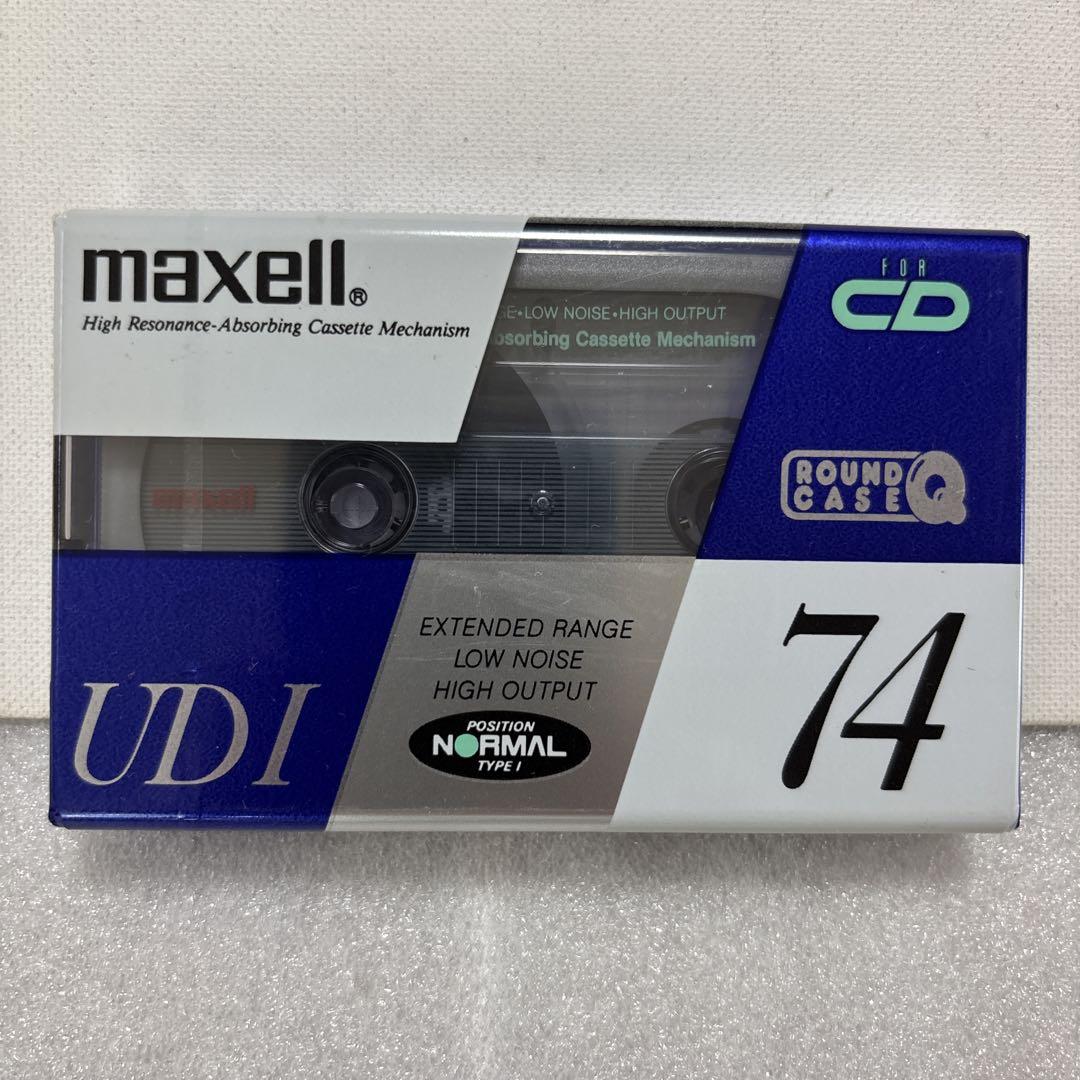 maxell®
High Resonance-Absorbing Cassette Mechanism
LOW NOISE•HIGH OUTPUT
Cassette Mechanism
FOR
CD
maxell
ROUND
CASE Q
EXTENDED RANGE
LOW NOISE
HIGH OUTPUT
POSITION
NORMAL
TYPE I
UDI
74